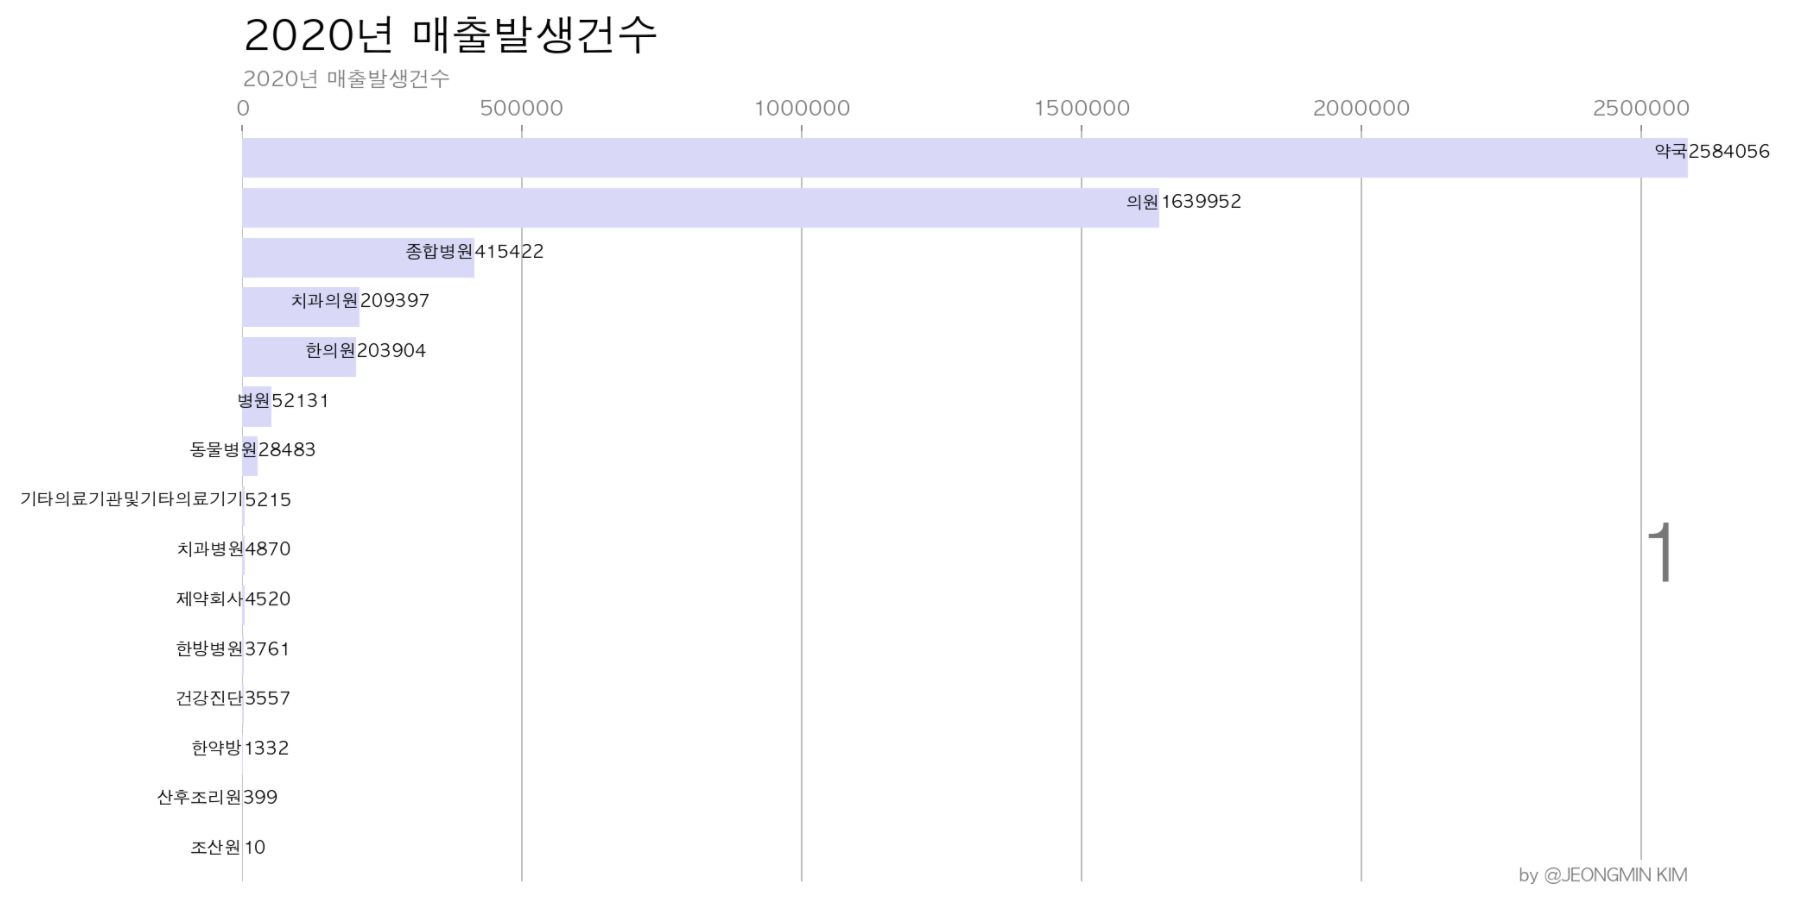 2020년 매출발생건수
2020년 매출발생건수
0 500000 1000000 1500000 2000000 2500000
약국2584056
의원1639952
종합병원415422
치과의원209397
한의원203904
병원52131
동물병원28483
기타의료기관및기타의료기기5215
치과병원4870
제약회사4520
한방병원3761
건강진단3557
한약방1332
산후조리원399
조산원10
1
by @JEONGMIN KIM